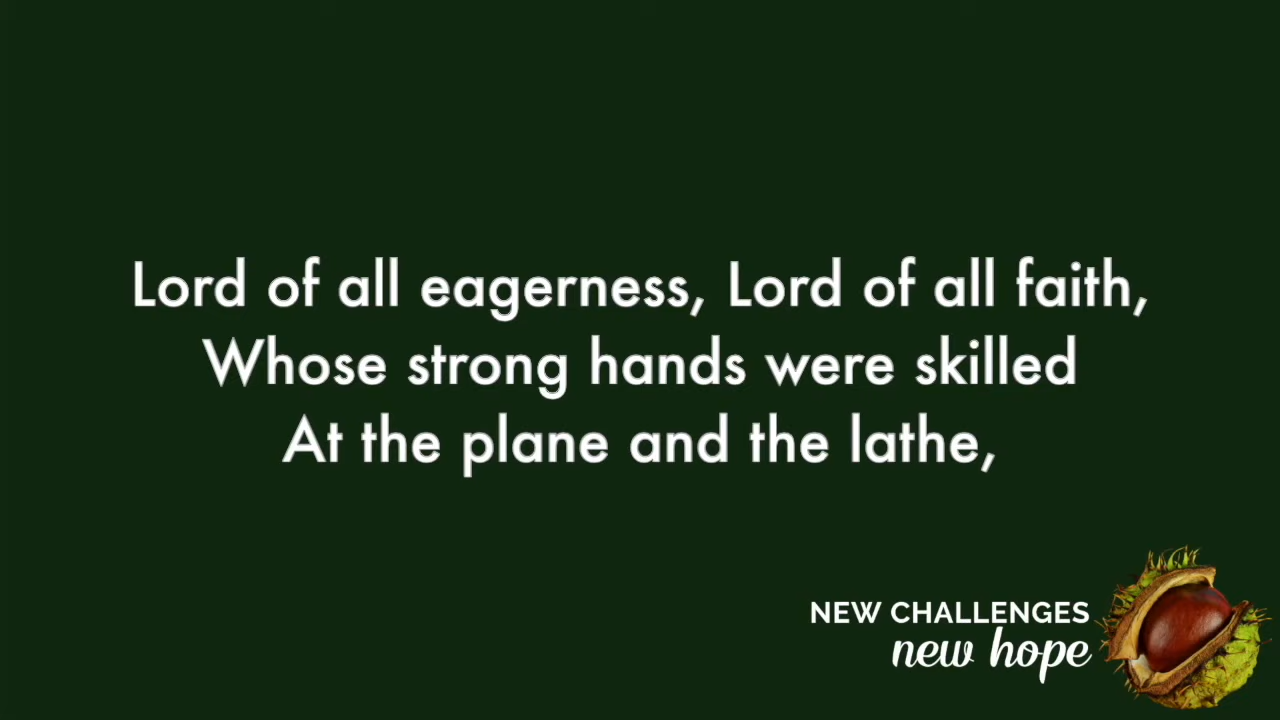 Lord of all eagerness, Lord of all faith,
Whose strong hands were skilled
At the plane and the lathe,
NEW CHALLENGES
new hope